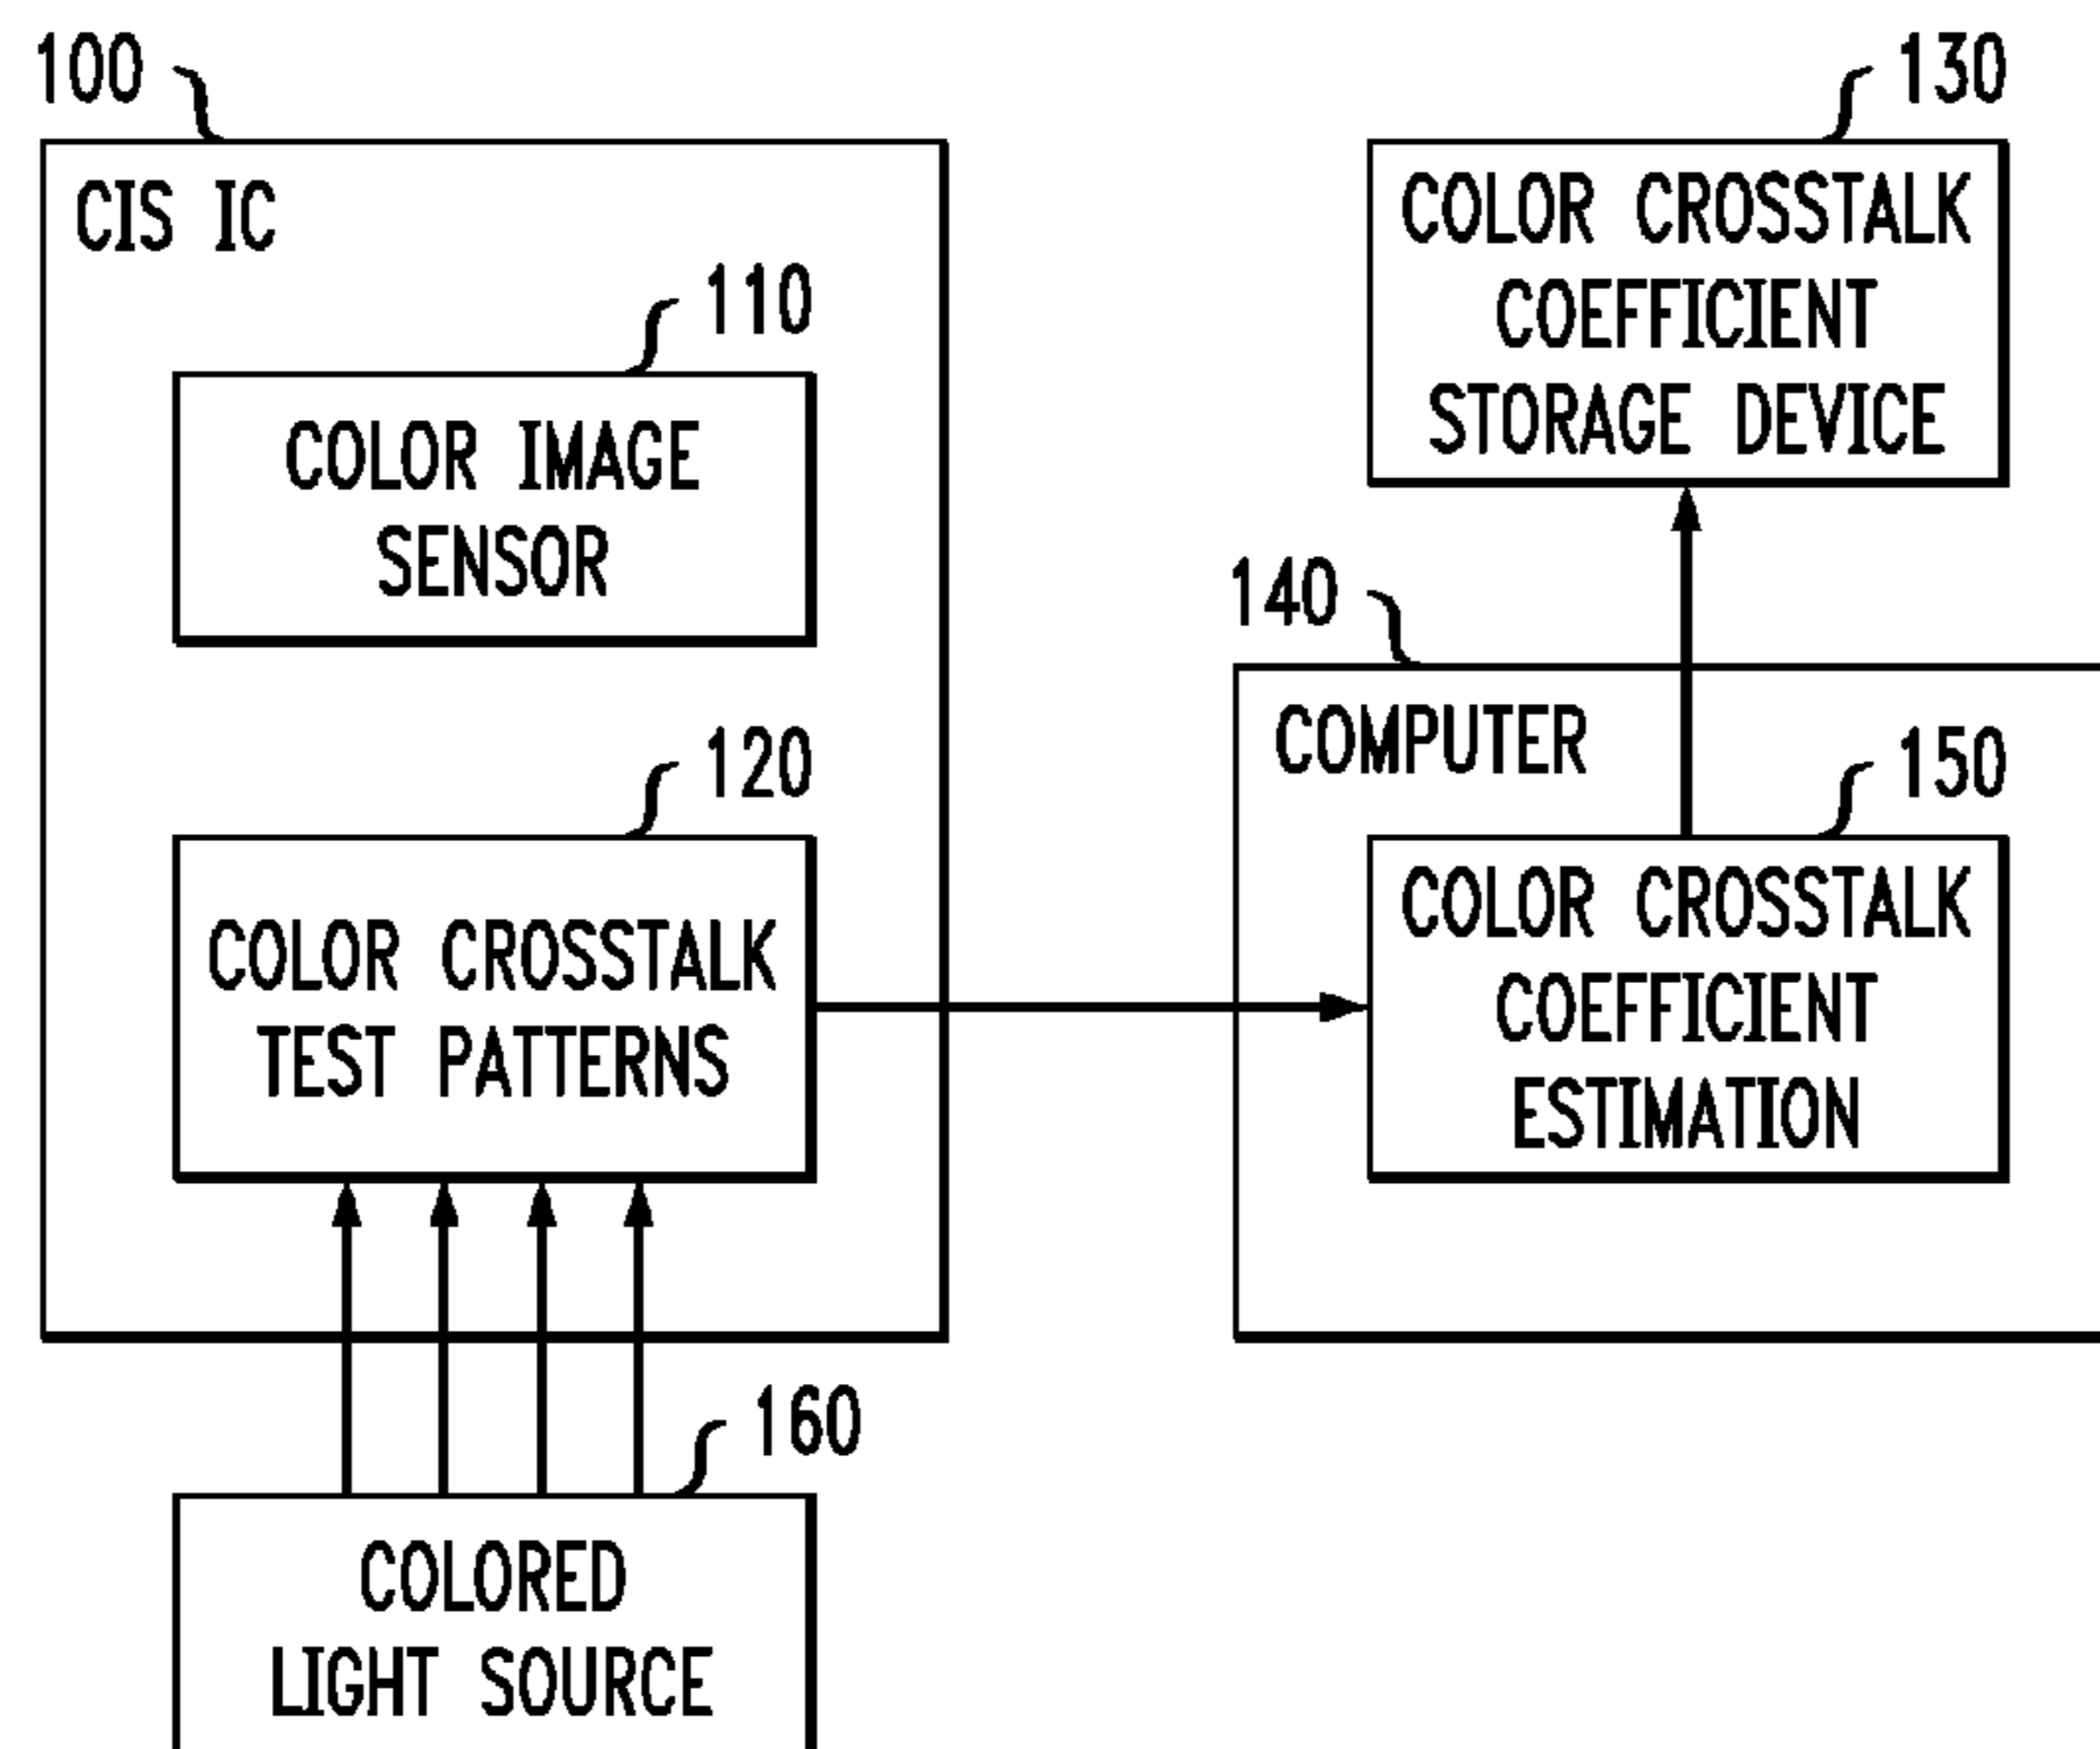 100
CIS IC
110
COLOR IMAGE
SENSOR
120
COLOR CROSSTALK
TEST PATTERNS
160
COLORED
LIGHT SOURCE
130
COLOR CROSSTALK
COEFFICIENT
STORAGE DEVICE
140
COMPUTER
150
COLOR CROSSTALK
COEFFICIENT
ESTIMATION